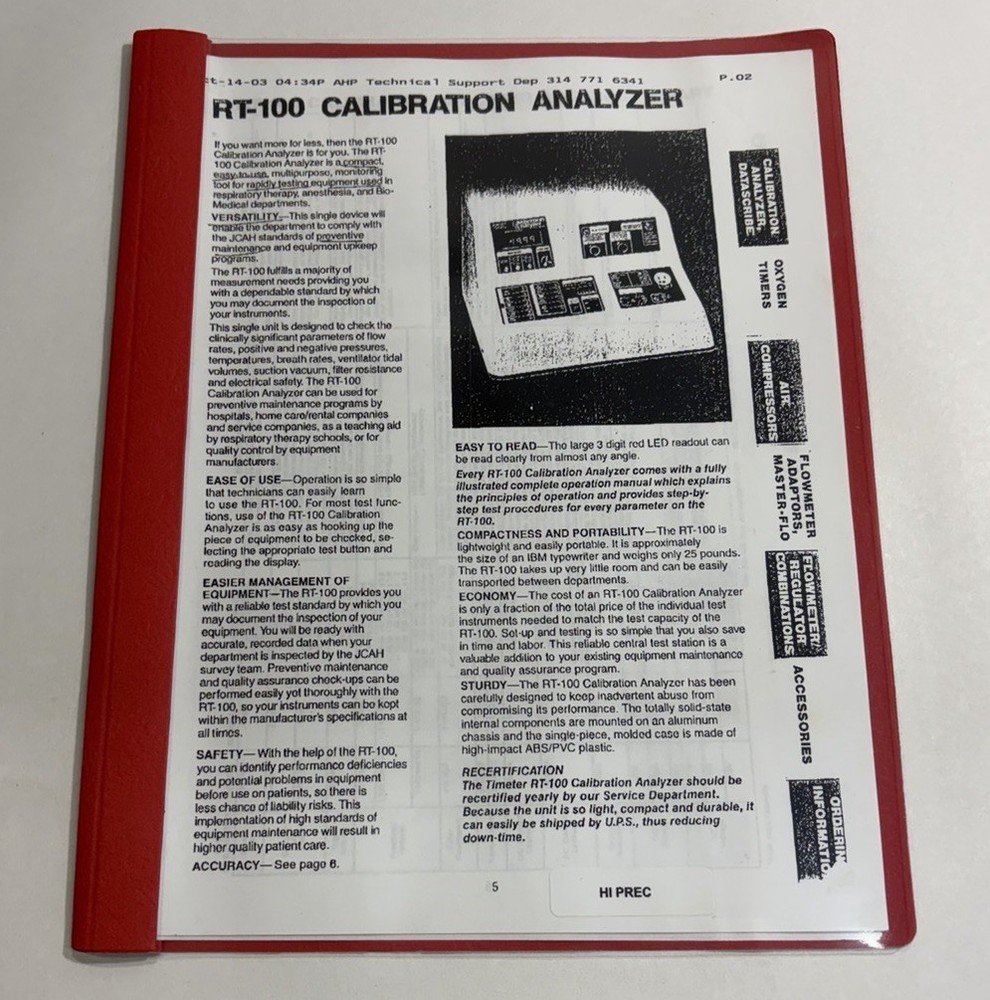 t-14-03 04:34P AHP Technical Support Dep 314 771 6341 P.02
RT-100 CALIBRATION ANALYZER
If you want more for less, then the RT-100
Calibration Analyzer is for you. The RT-
100 Calibration Analyzer is a compact,
easy-to-use, multipurpose, monitoring
tool for rapidly testing equipment used in
respiratory therapy, anesthesia, and Bio-
Medical departments.
VERSATILITY—This single device will
enable the department to comply with
the JCAH standards of preventive
maintenance and equipment upkeep
programs.
The RT-100 fulfills a majority of
measurement needs providing you
with a dependable standard by which
you may document the inspection of
your instruments.
This single unit is designed to check the
clinically significant parameters of flow
rates, positive and negative pressures,
temperatures, breath rates, ventilator tidal
volumes, suction vacuum, filter resistance
and electrical safety. The RT-100
Calibration Analyzer can be used for
preventive maintenance programs by
hospitals, home care/rental companies
and service companies, as a teaching aid
by respiratory therapy schools, or for
quality control by equipment
manufacturers.
EASE OF USE—Operation is so simple
that technicians can easily learn
to use the RT-100. For most test func-
tions, use of the RT-100 Calibration
Analyzer is as easy as hooking up the
piece of equipment to be checked, se-
lecting the appropriate test button and
reading the display.
EASIER MANAGEMENT OF
EQUIPMENT—The RT-100 provides you
with a reliable test standard by which you
may document the inspection of your
equipment. You will be ready with
accurate, recorded data when your
department is inspected by the JCAH
survey team. Preventive maintenance
and quality assurance check-ups can be
performed easily yet thoroughly with the
RT-100, so your instruments can be kept
within the manufacturer's specifications at
all times.
SAFETY— With the help of the RT-100,
you can identify performance deficiencies
and potential problems in equipment
before use on patients, so there is
less chance of liability risks. This
implementation of high standards of
equipment maintenance will result in
higher quality patient care.
ACCURACY— See page 6.
EASY TO READ—The large 3 digit red LED readout can
be read clearly from almost any angle.
Every RT-100 Calibration Analyzer comes with a fully
illustrated complete operation manual which explains
the principles of operation and provides step-by-
step test procedures for every parameter on the
RT-100.
COMPACTNESS AND PORTABILITY—The RT-100 is
lightweight and easily portable. It is approximately
the size of an IBM typewriter and weighs only 25 pounds.
The RT-100 takes up very little room and can be easily
transported between departments.
ECONOMY—The cost of an RT-100 Calibration Analyzer
is only a fraction of the total price of the individual test
instruments needed to match the test capacity of the
RT-100. Set-up and testing is so simple that you also save
in time and labor. This reliable central test station is a
valuable addition to your existing equipment maintenance
and quality assurance program.
STURDY—The RT-100 Calibration Analyzer has been
carefully designed to keep inadvertent abuse from
compromising its performance. The totally solid-state
internal components are mounted on an aluminum
chassis and the single-piece, molded case is made of
high-impact ABS/PVC plastic.
RECERTIFICATION
The Timeter RT-100 Calibration Analyzer should be
recertified yearly by our Service Department.
Because the unit is so light, compact and durable, it
can easily be shipped by U.P.S., thus reducing
down-time.
CALIBRATION
ANALYZER,
DATASCRIBE
OXYGEN
TIMERS
AIR
COMPRESSORS
FLOWMETER
ADAPTORS,
MASTER-FLO
FLOWMETER/
REGULATOR
COMBINATIONS
ACCESSORIES
ORDERIN
INFORMATIO
5
HI PREC